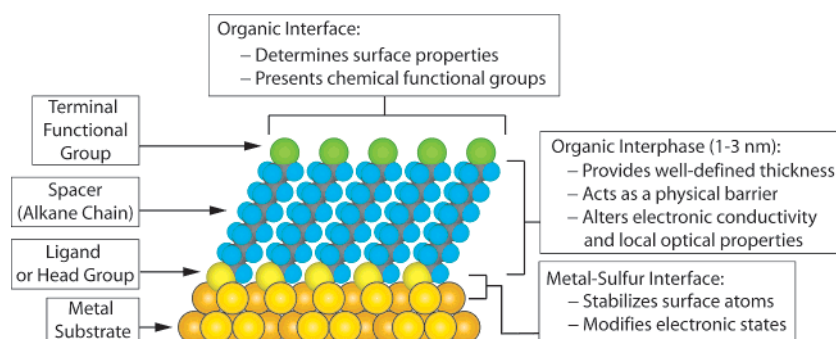 Organic Interface:
– Determines surface properties
– Presents chemical functional groups
Terminal
Functional
Group
Spacer
(Alkane Chain)
Ligand
or Head Group
Metal
Substrate
Organic Interphase (1-3 nm):
– Provides well-defined thickness
– Acts as a physical barrier
– Alters electronic conductivity
and local optical properties
Metal-Sulfur Interface:
– Stabilizes surface atoms
– Modifies electronic states